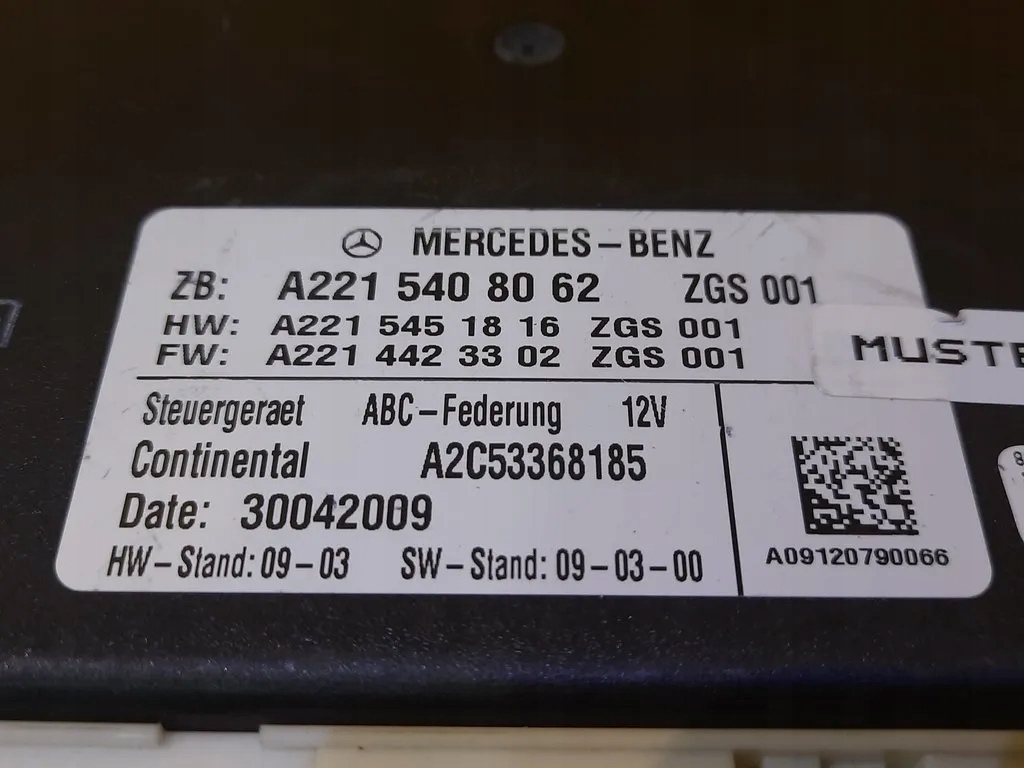 MERCEDES-BENZ
ZB: A221 540 80 62 ZGS 001
HW: A221 545 18 16 ZGS 001
FW: A221 442 33 02 ZGS 001
MUSTE
Steuergeraet ABC-Federung 12V
Continental A2C53368185
Date: 30042009
HW-Stand: 09-03 SW-Stand: 09-03-00
A09120790066